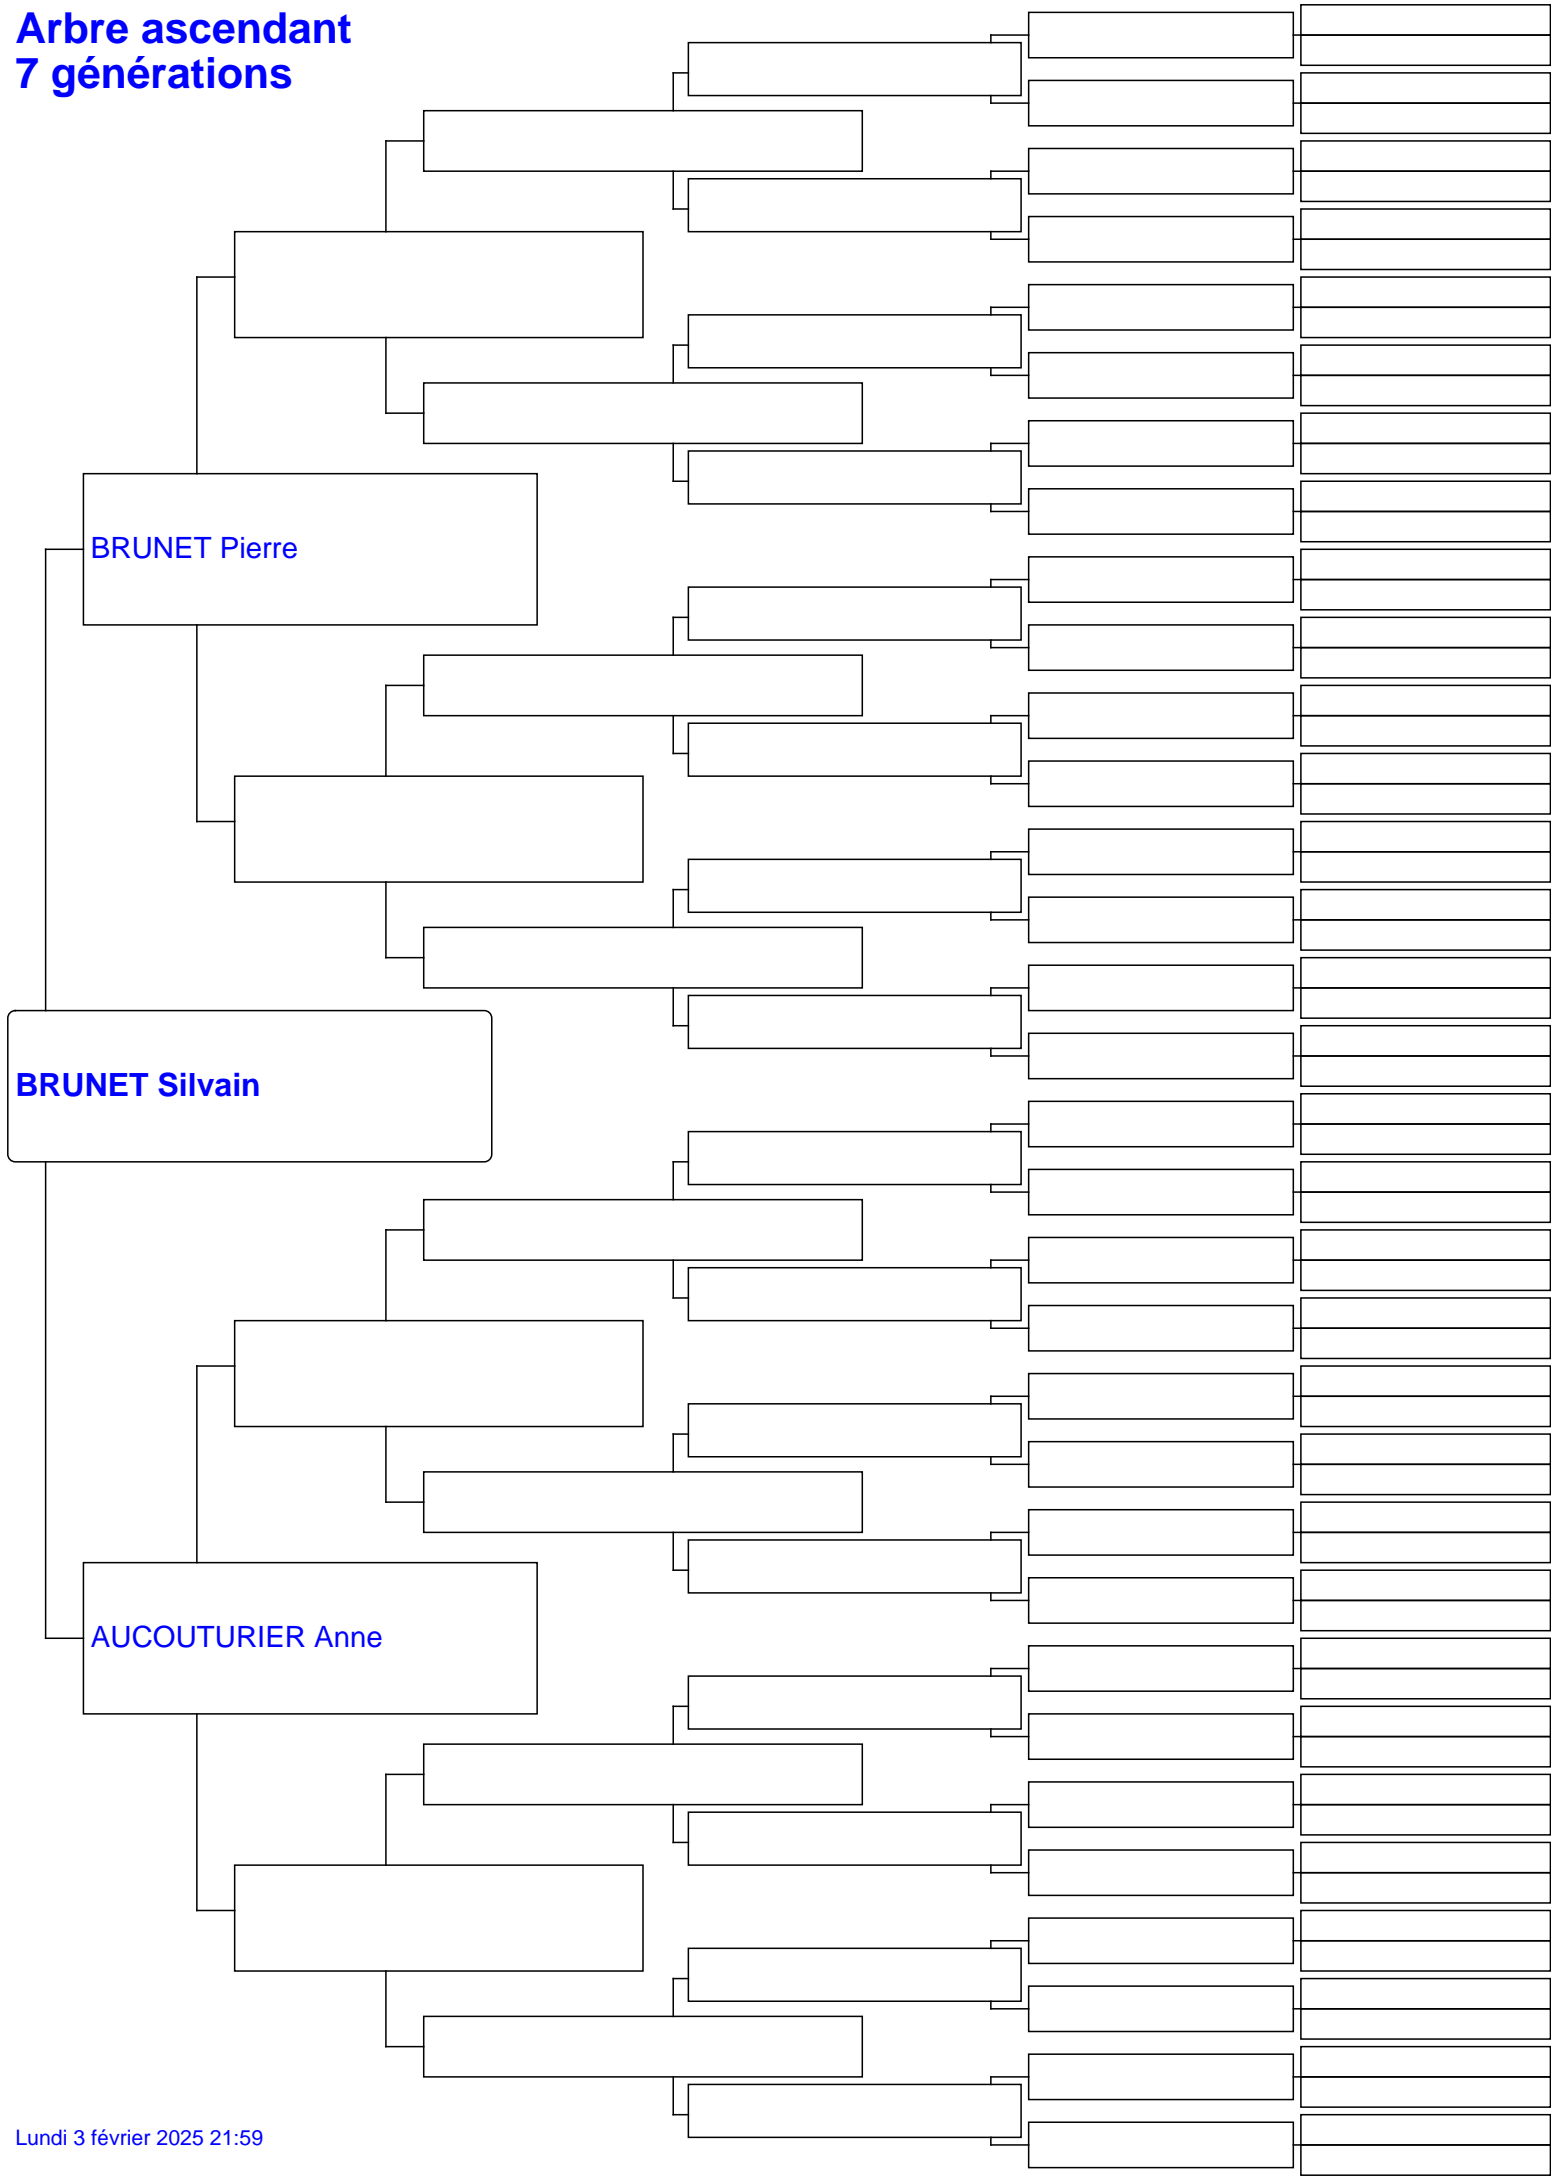 Arbre ascendant
7 générations
BRUNET Pierre
BRUNET Silvain
AUCOUTURIER Anne
Lundi 3 février 2025 21:59